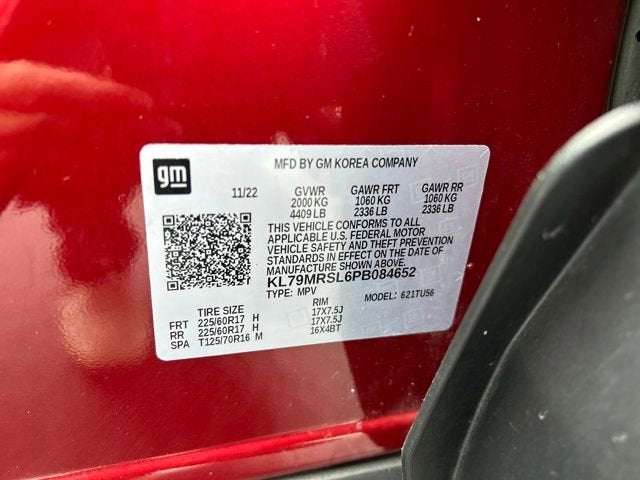 gm
MFD BY GM KOREA COMPANY
11/22 GVWR GAWR FRT GAWR RR
2000 KG 1060 KG 1060 KG
4409 LB 2336 LB 2336 LB
THIS VEHICLE CONFORMS TO ALL
APPLICABLE U.S. FEDERAL MOTOR
VEHICLE SAFETY AND THEFT PREVENTION
STANDARDS IN EFFECT ON THE DATE OF
MANUFACTURE SHOWN ABOVE.
KL79MRSL6PB084652
TYPE: MPV MODEL: 621TU56
TIRE SIZE RIM
FRT 225/60R17 H 17X7.5J
RR 225/60R17 H 17X7.5J
SPA T125/70R16 M 16X4BT